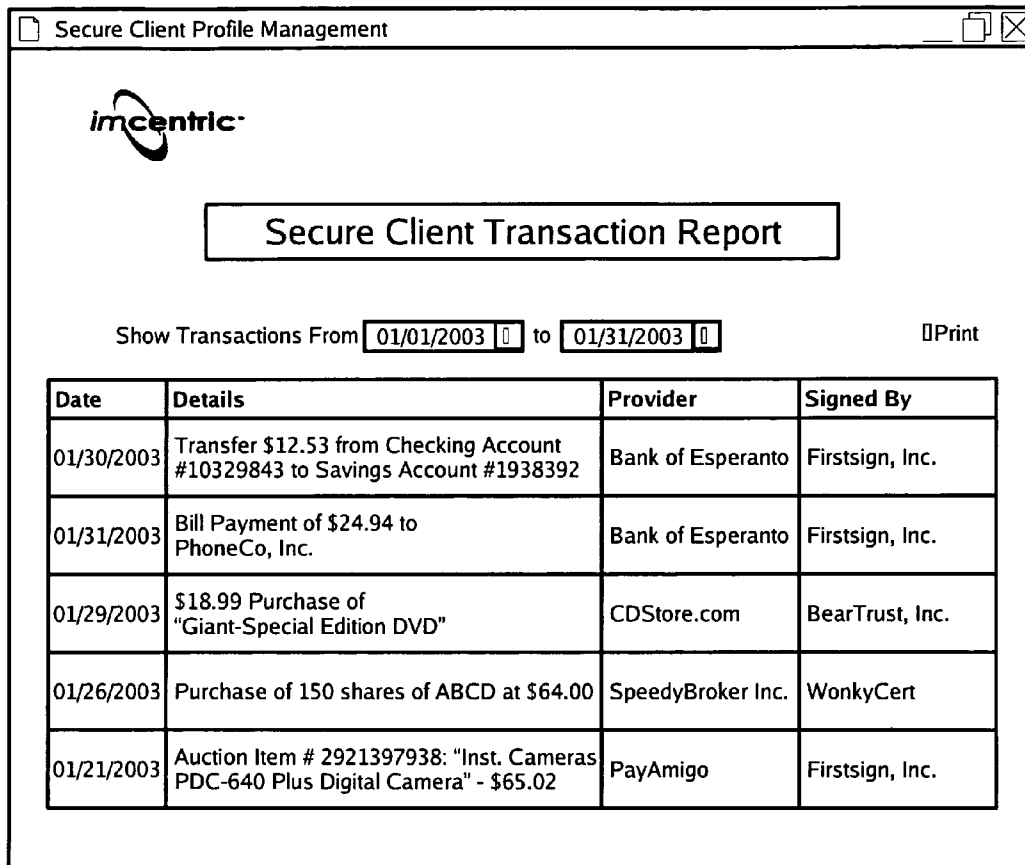 Secure Client Profile Management
imcentric
Secure Client Transaction Report
Show Transactions From 01/01/2003 to 01/31/2003 Print
Date Details Provider Signed By
01/30/2003 Transfer $12.53 from Checking Account
#10329843 to Savings Account #1938392 Bank of Esperanto Firstsign, Inc.
01/31/2003 Bill Payment of $24.94 to
PhoneCo, Inc. Bank of Esperanto Firstsign, Inc.
01/29/2003 $18.99 Purchase of
“Giant-Special Edition DVD” CDStore.com BearTrust, Inc.
01/26/2003 Purchase of 150 shares of ABCD at $64.00 SpeedyBroker Inc. WonkyCert
01/21/2003 Auction Item # 2921397938: “Inst. Cameras
PDC-640 Plus Digital Camera” - $65.02 PayAmigo Firstsign, Inc.